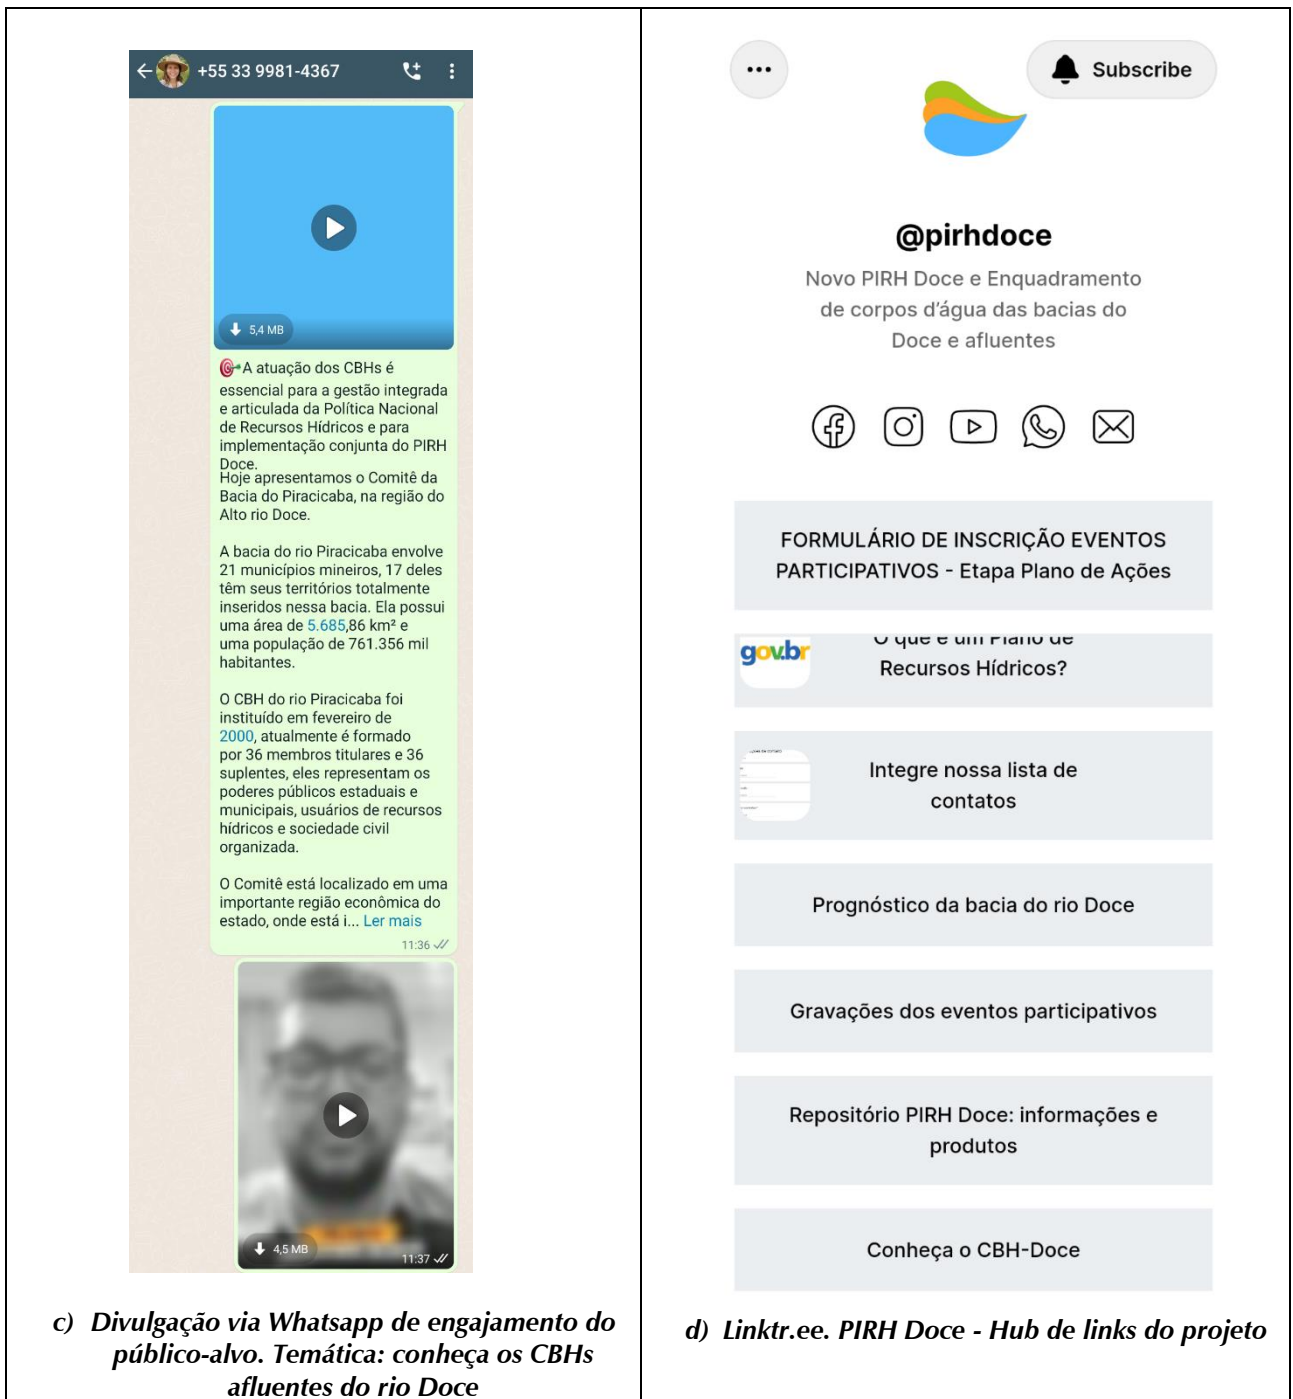 +55 33 9981-4367
5,4 MB
🎯A atuação dos CBHs é
essencial para a gestão integrada
e articulada da Política Nacional
de Recursos Hídricos e para
implementação conjunta do PIRH
Doce.
Hoje apresentamos o Comitê da
Bacia do Piracicaba, na região do
Alto rio Doce.
A bacia do rio Piracicaba envolve
21 municípios mineiros, 17 deles
têm seus territórios totalmente
inseridos nessa bacia. Ela possui
uma área de 5.685,86 km² e
uma população de 761.356 mil
habitantes.
O CBH do rio Piracicaba foi
instituído em fevereiro de
2000, atualmente é formado
por 36 membros titulares e 36
suplentes, eles representam os
poderes públicos estaduais e
municipais, usuários de recursos
hídricos e sociedade civil
organizada.
O Comitê está localizado em uma
importante região econômica do
estado, onde está i... Ler mais
11:36
4,5 MB
11:37
c) Divulgação via Whatsapp de engajamento do
público-alvo. Temática: conheça os CBHs
afluentes do rio Doce
Subscribe
@pirhdoce
Novo PIRH Doce e Enquadramento
de corpos d'água das bacias do
Doce e afluentes
FORMULÁRIO DE INSCRIÇÃO EVENTOS
PARTICIPATIVOS - Etapa Plano de Ações
gov.br
O que é um Plano de
Recursos Hídricos?
Integre nossa lista de
contatos
Prognóstico da bacia do rio Doce
Gravações dos eventos participativos
Repositório PIRH Doce: informações e
produtos
Conheça o CBH-Doce
d) Linktr.ee. PIRH Doce - Hub de links do projeto